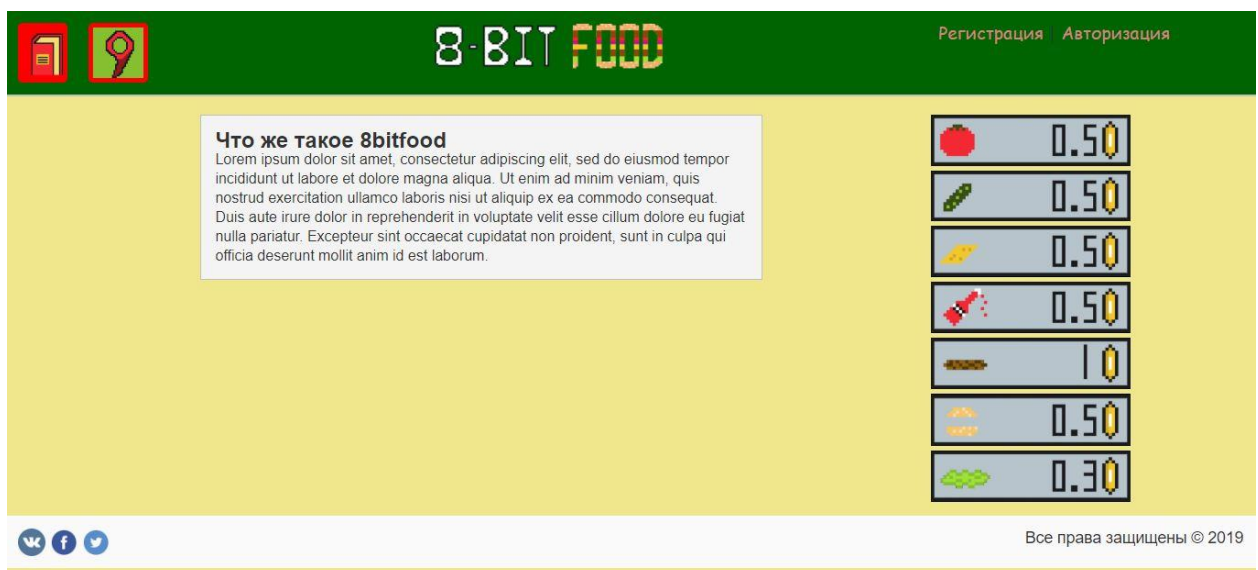 8-BIT FOOD
Регистрация | Авторизация
Что же такое 8bitfood
Lorem ipsum dolor sit amet, consectetur adipiscing elit, sed do eiusmod tempor
incididunt ut labore et dolore magna aliqua. Ut enim ad minim veniam, quis
nostrud exercitation ullamco laboris nisi ut aliquip ex ea commodo consequat.
Duis aute irure dolor in reprehenderit in voluptate velit esse cillum dolore eu fugiat
nulla pariatur. Excepteur sint occaecat cupidatat non proident, sunt in culpa qui
officia deserunt mollit anim id est laborum.
0.5
0.5
0.5
0.5
1
0.5
0.3
Все права защищены © 2019